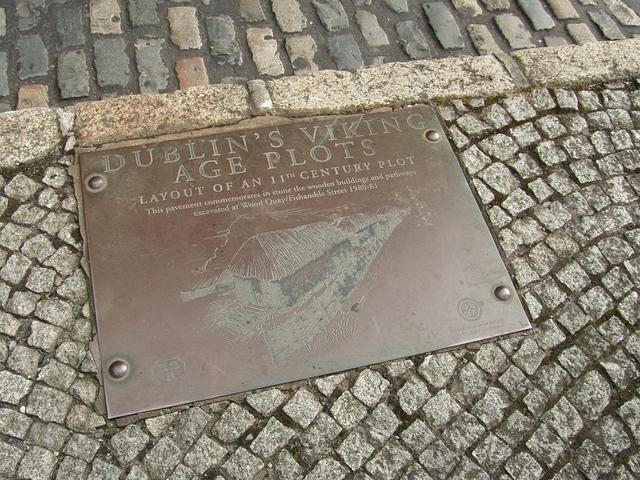 DUBLIN'S VIKING
AGE PLOTS
LAYOUT OF AN 11TH CENTURY PLOT
This pavement commemorates in stone the wooden buildings and pathways
excavated at Wood Quay/Fishamble Street 1980-81